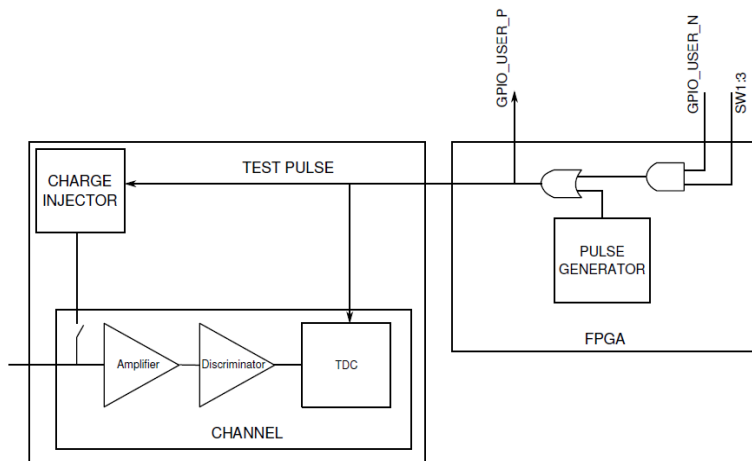 GPIO_USER_P
GPIO_USER_N
SW1:3
CHARGE
INJECTOR
TEST PULSE
PULSE
GENERATOR
FPGA
Amplifier
Discriminator
TDC
CHANNEL